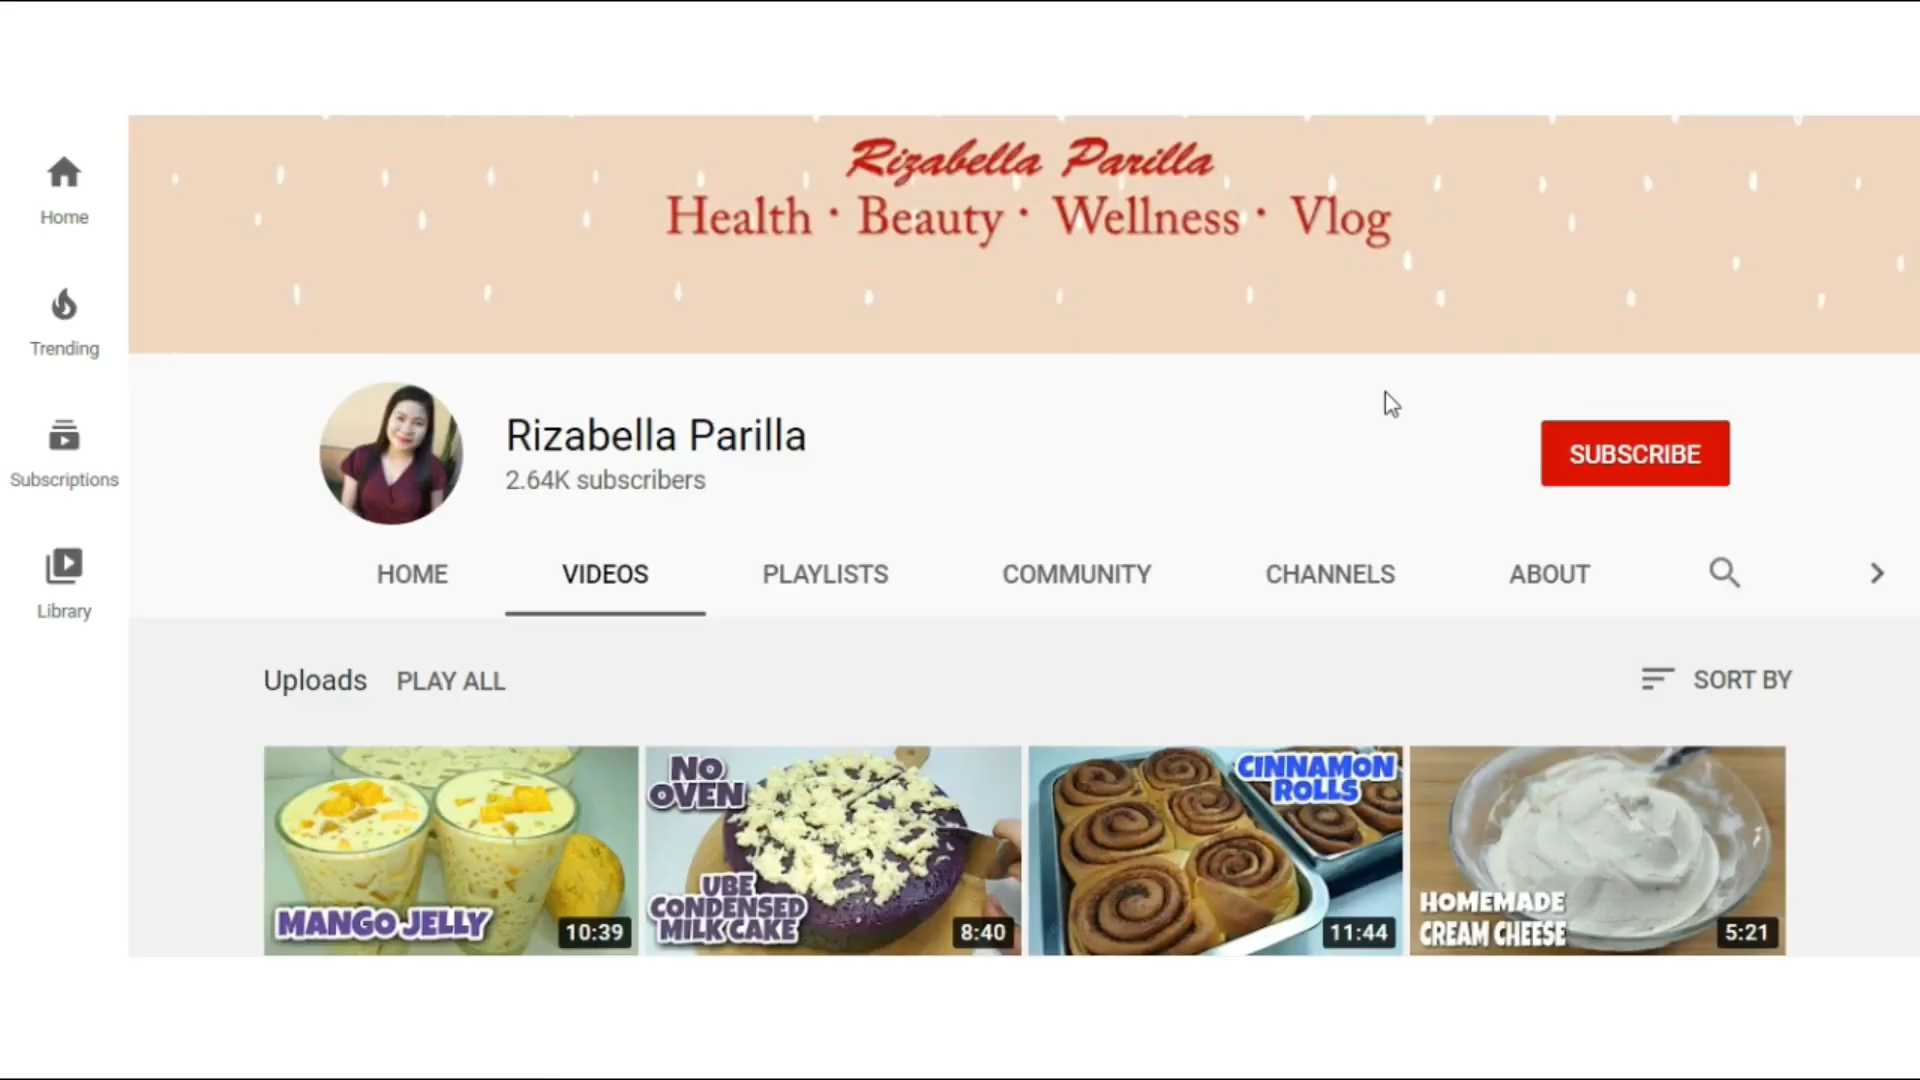 Rizabella Parilla
Health · Beauty · Wellness · Vlog
Home
Trending
Subscriptions
Library
Rizabella Parilla
2.64K subscribers
SUBSCRIBE
HOME VIDEOS PLAYLISTS COMMUNITY CHANNELS ABOUT
Uploads PLAY ALL SORT BY
MANGO JELLY
10:39
NO
OVEN
UBE
CONDENSED
MILK CAKE
8:40
CINNAMON
ROLLS
11:44
HOMEMADE
CREAM CHEESE
5:21